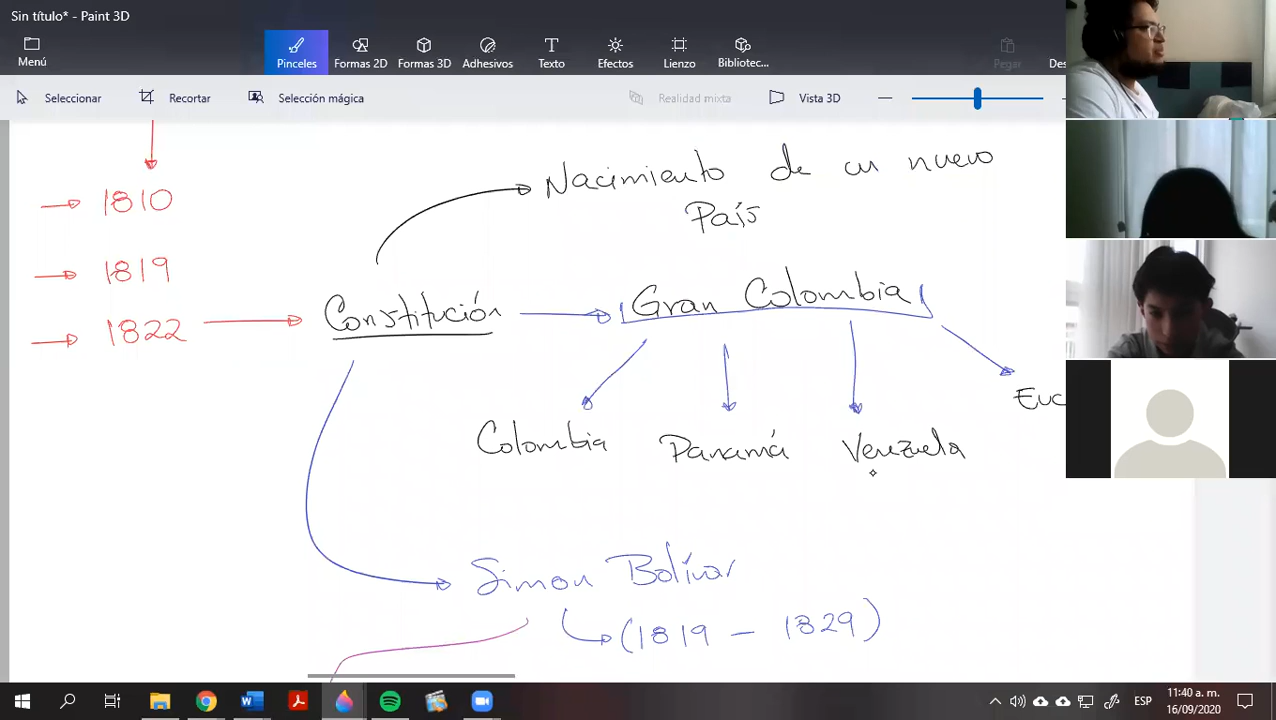 Sin título* - Paint 3D
Menú
Pinceles
Formas 2D
Formas 3D
Adhesivos
Texto
Efectos
Lienzo
Bibliotec...
Pegar
Des
Seleccionar
Recortar
Selección mágica
Realidad mixta
Vista 3D
Nacimiento de un nuevo
País
1810
1819
1822
Constitución
Gran Colombia
Colombia
Panamá
Venezuela
Simon Bolívar
(1819 - 1829)
ESP
11:40 a. m.
16/09/2020